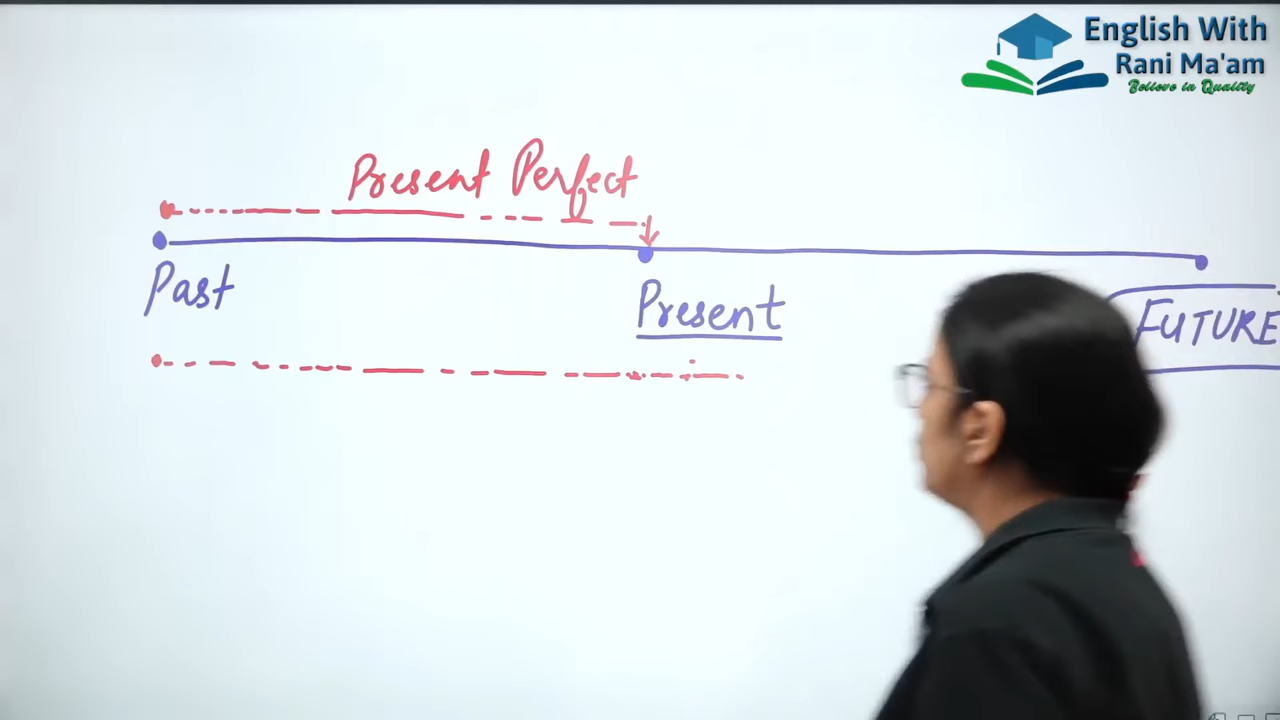 English With
Rani Ma'am
Believe in Quality
Present Perfect
Past
Present
FUTURE